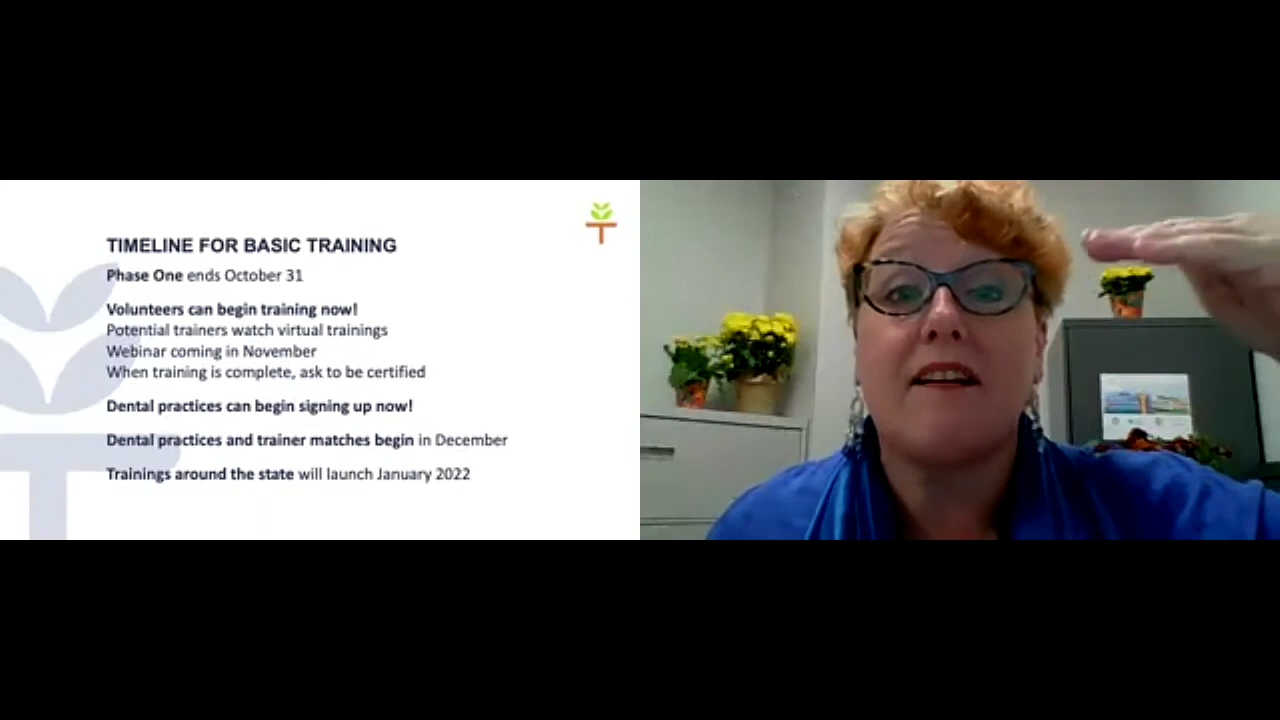 TIMELINE FOR BASIC TRAINING
Phase One ends October 31
Volunteers can begin training now!
Potential trainers watch virtual trainings
Webinar coming in November
When training is complete, ask to be certified
Dental practices can begin signing up now!
Dental practices and trainer matches begin in December
Trainings around the state will launch January 2022